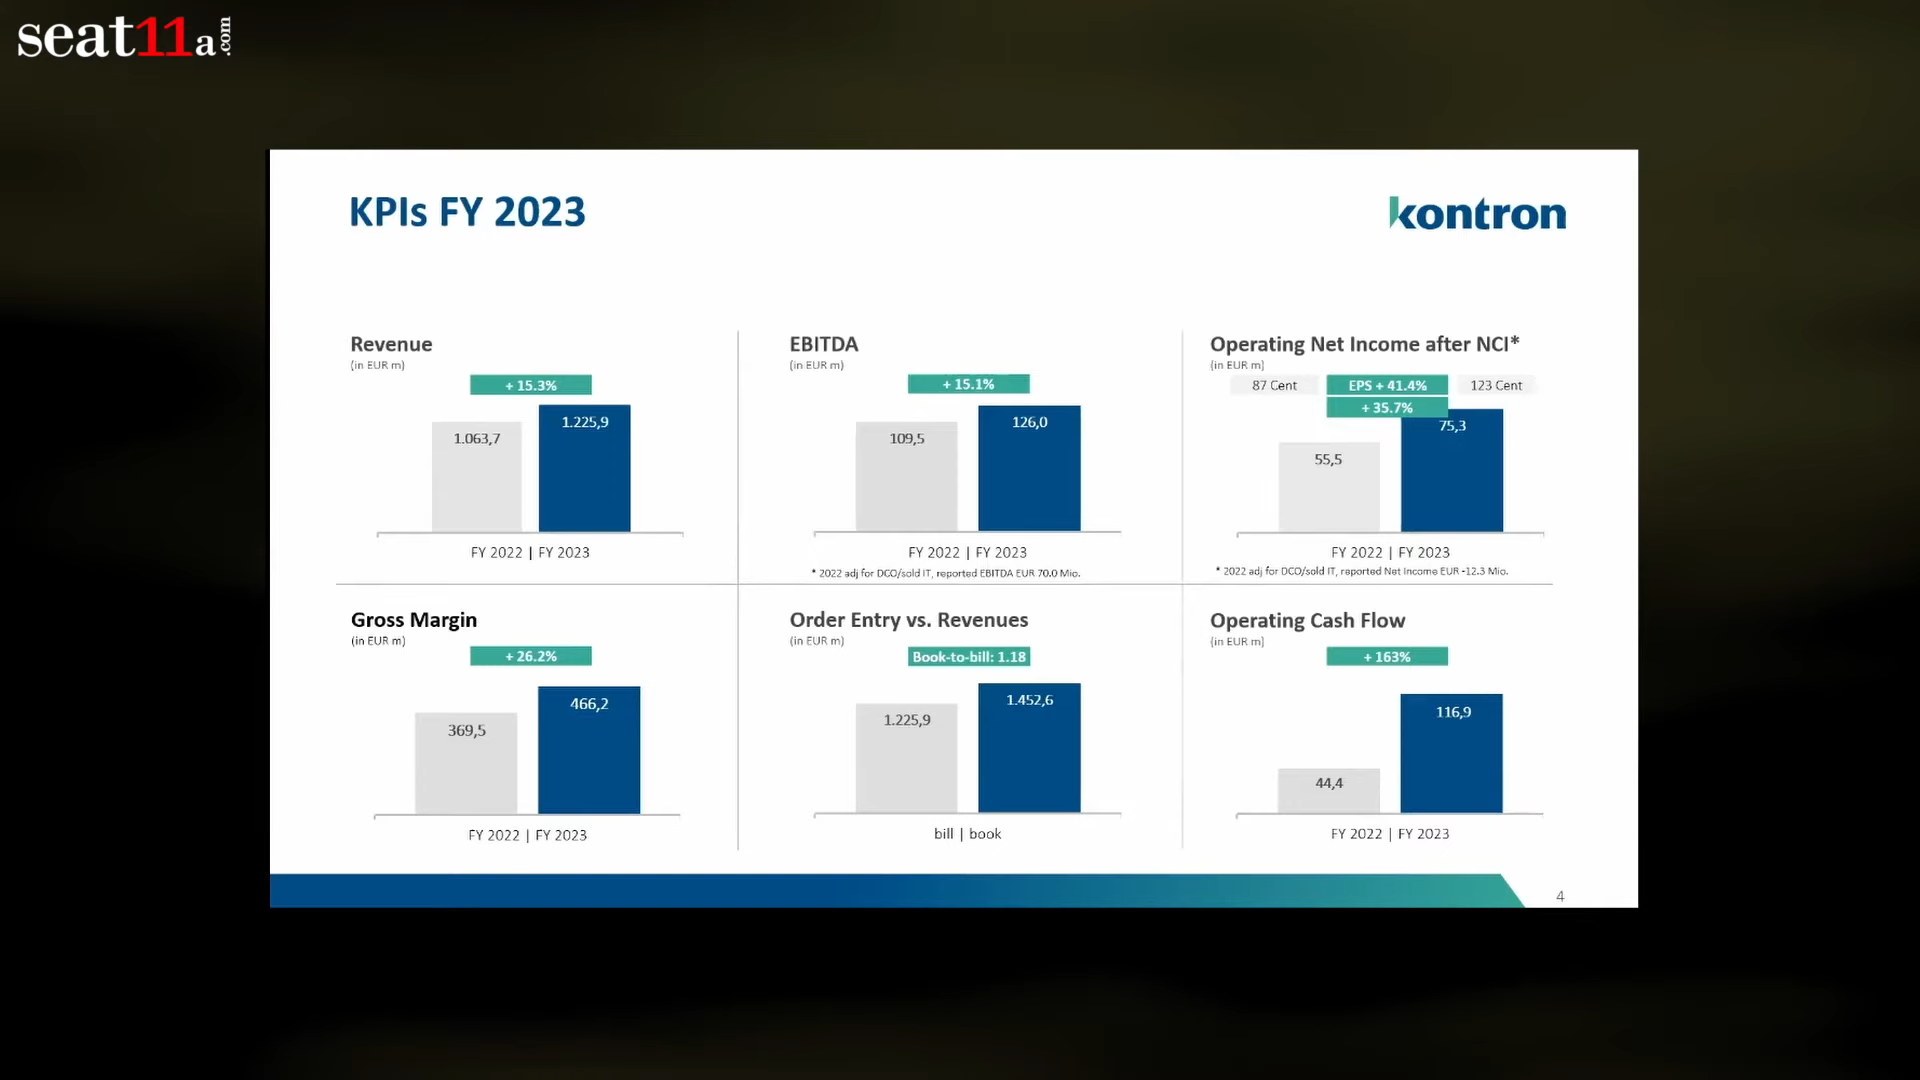 seat11a.com
KPIs FY 2023
kontron
Revenue
(in EUR m)
+ 15.3%
1.063,7
1.225,9
FY 2022 | FY 2023
EBITDA
(in EUR m)
+ 15.1%
109,5
126,0
FY 2022 | FY 2023
* 2022 adj for DCO/sold IT, reported EBITDA EUR 70.0 Mio.
Operating Net Income after NCI*
(in EUR m)
87 Cent
EPS + 41.4%
123 Cent
+ 35.7%
55,5
75,3
FY 2022 | FY 2023
* 2022 adj for DCO/sold IT, reported Net Income EUR -12.3 Mio.
Gross Margin
(in EUR m)
+ 26.2%
369,5
466,2
FY 2022 | FY 2023
Order Entry vs. Revenues
(in EUR m)
Book-to-bill: 1.18
1.225,9
1.452,6
bill | book
Operating Cash Flow
(in EUR m)
+ 163%
44,4
116,9
FY 2022 | FY 2023
4